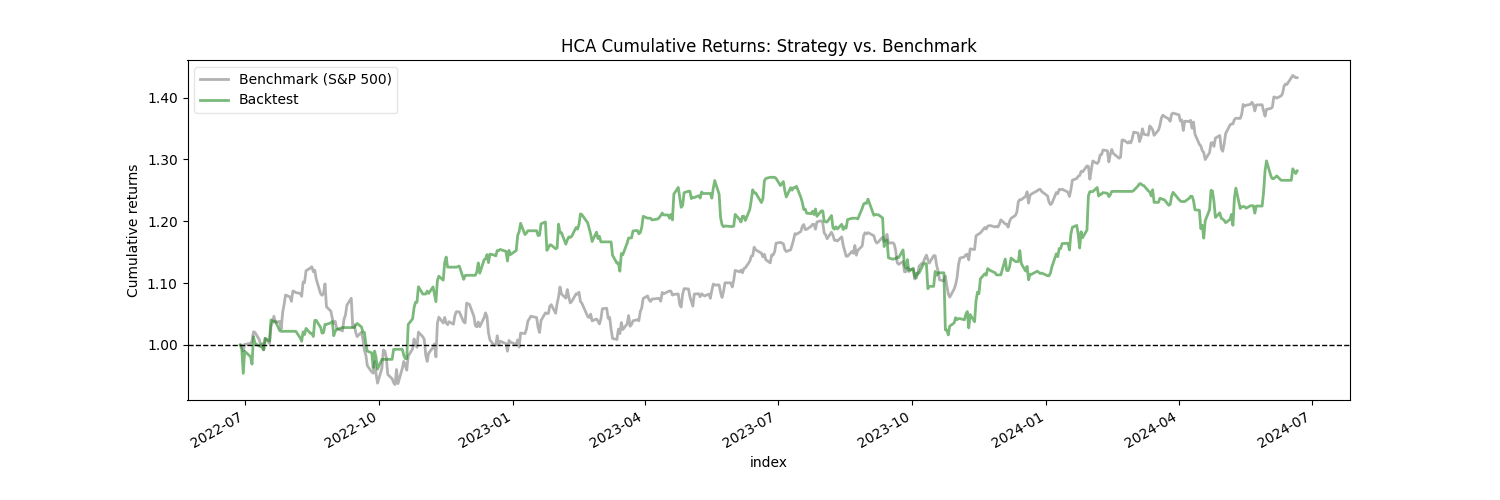 HCA Cumulative Returns: Strategy vs. Benchmark
Benchmark (S&P 500)
Backtest
Cumulative returns
1.40
1.30
1.20
1.10
1.00
2022-07
2022-10
2023-01
2023-04
2023-07
2023-10
2024-01
2024-04
2024-07
index